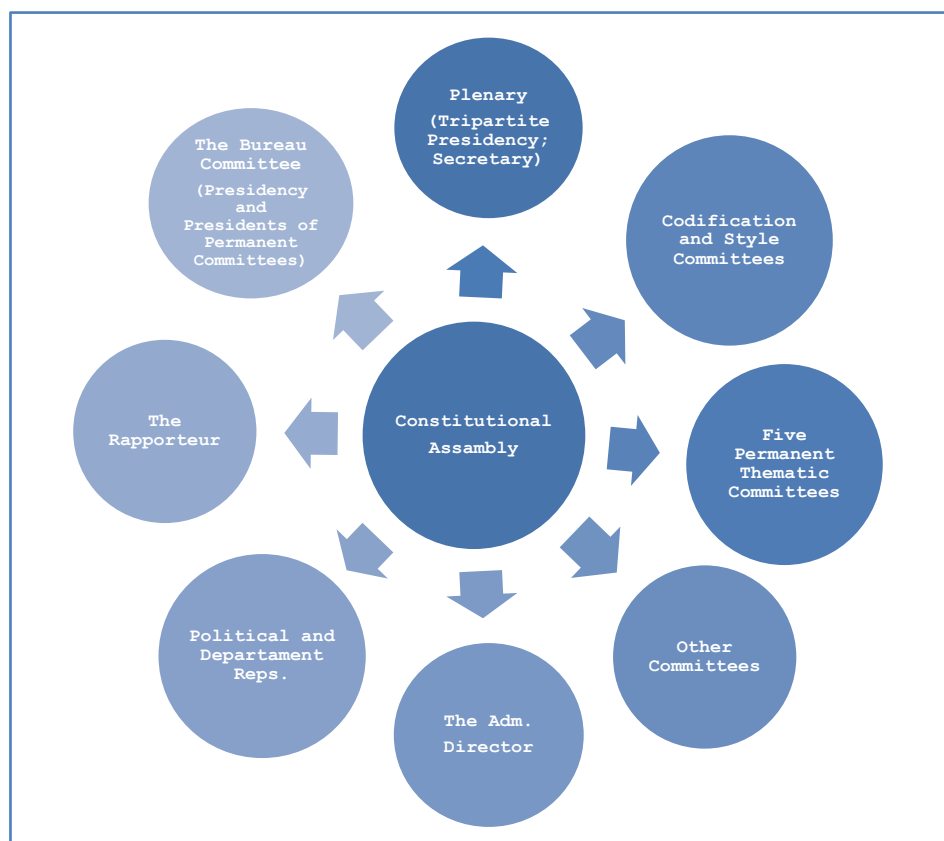 Plenary
(Tripartite
Presidency;
Secretary)
Codification
and Style
Committees
Five
Permanent
Thematic
Committees
Other
Committees
The Adm.
Director
Political and
Departament
Reps.
The
Rapporteur
The Bureau
Committee
(Presidency
and
Presidents of
Permanent
Committees)
Constitutional
Assambly